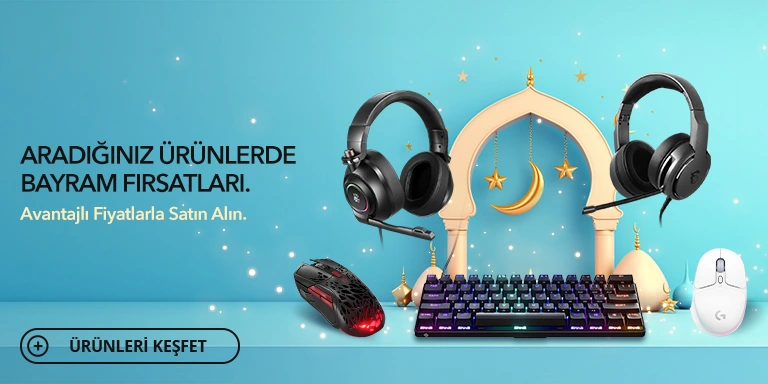 ARADIĞINIZ ÜRÜNLERDE
BAYRAM FIRSATLARI.
Avantajlı Fiyatlarla Satın Alın.
ÜRÜNLERİ KEŞFET